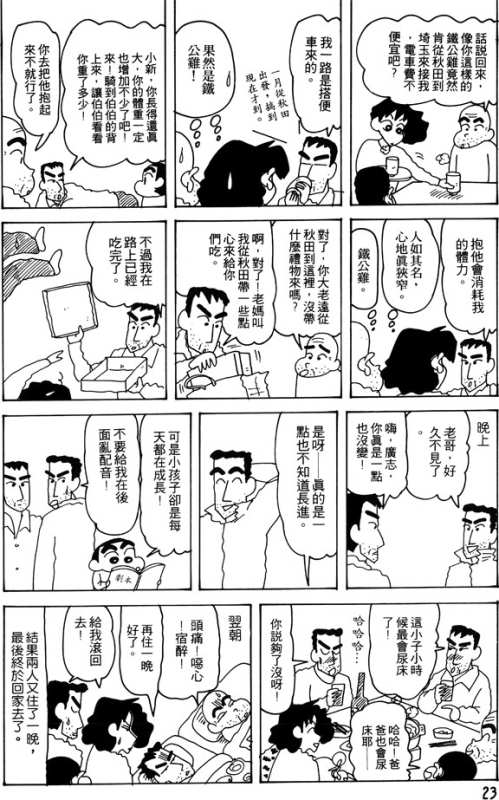 話說回來，
像你這樣的
鐵公雞竟然
肯從秋田到
埼玉來接我
，電車費不
便宜吧？
我一路是搭便
車來的。
一月從秋田
出發，搞到
現在才到。
果然是鐵
公雞！
小新，你長得還真
大，你的體重一定
也增加不少了吧！
來！騎到伯伯的背
上來，讓伯伯看看
你重了多少！
你去把他抱起
來不就行了。
抱他會消耗我
的體力。
人如其名，
心地真狹窄。
鐵公雞。
對了，你大老遠從
秋田到這裡，沒帶
什麼禮物來嗎？
啊，對了！老媽叫
我從秋田帶一些點
心來給你
們吃。
不過我在
路上已經
吃完了。
晚上
老哥，好
久不見了
。
嗨，廣志，
你真是一點
也沒變！
是呀──真的是一
點也不知道長進。
可是小孩子卻是每
天都在成長！
不要給我在後
面亂配音！
劇本
這小子小時
候最會尿床
了！
哈哈哈…
哈哈！爸
爸也會尿
床耶──
你說夠了沒呀！
翌朝
頭痛！噁心
！宿醉！
再住一晚
好了。
給我滾回
去！
結果兩人又住了一晚，
最後終於回家去了。
23